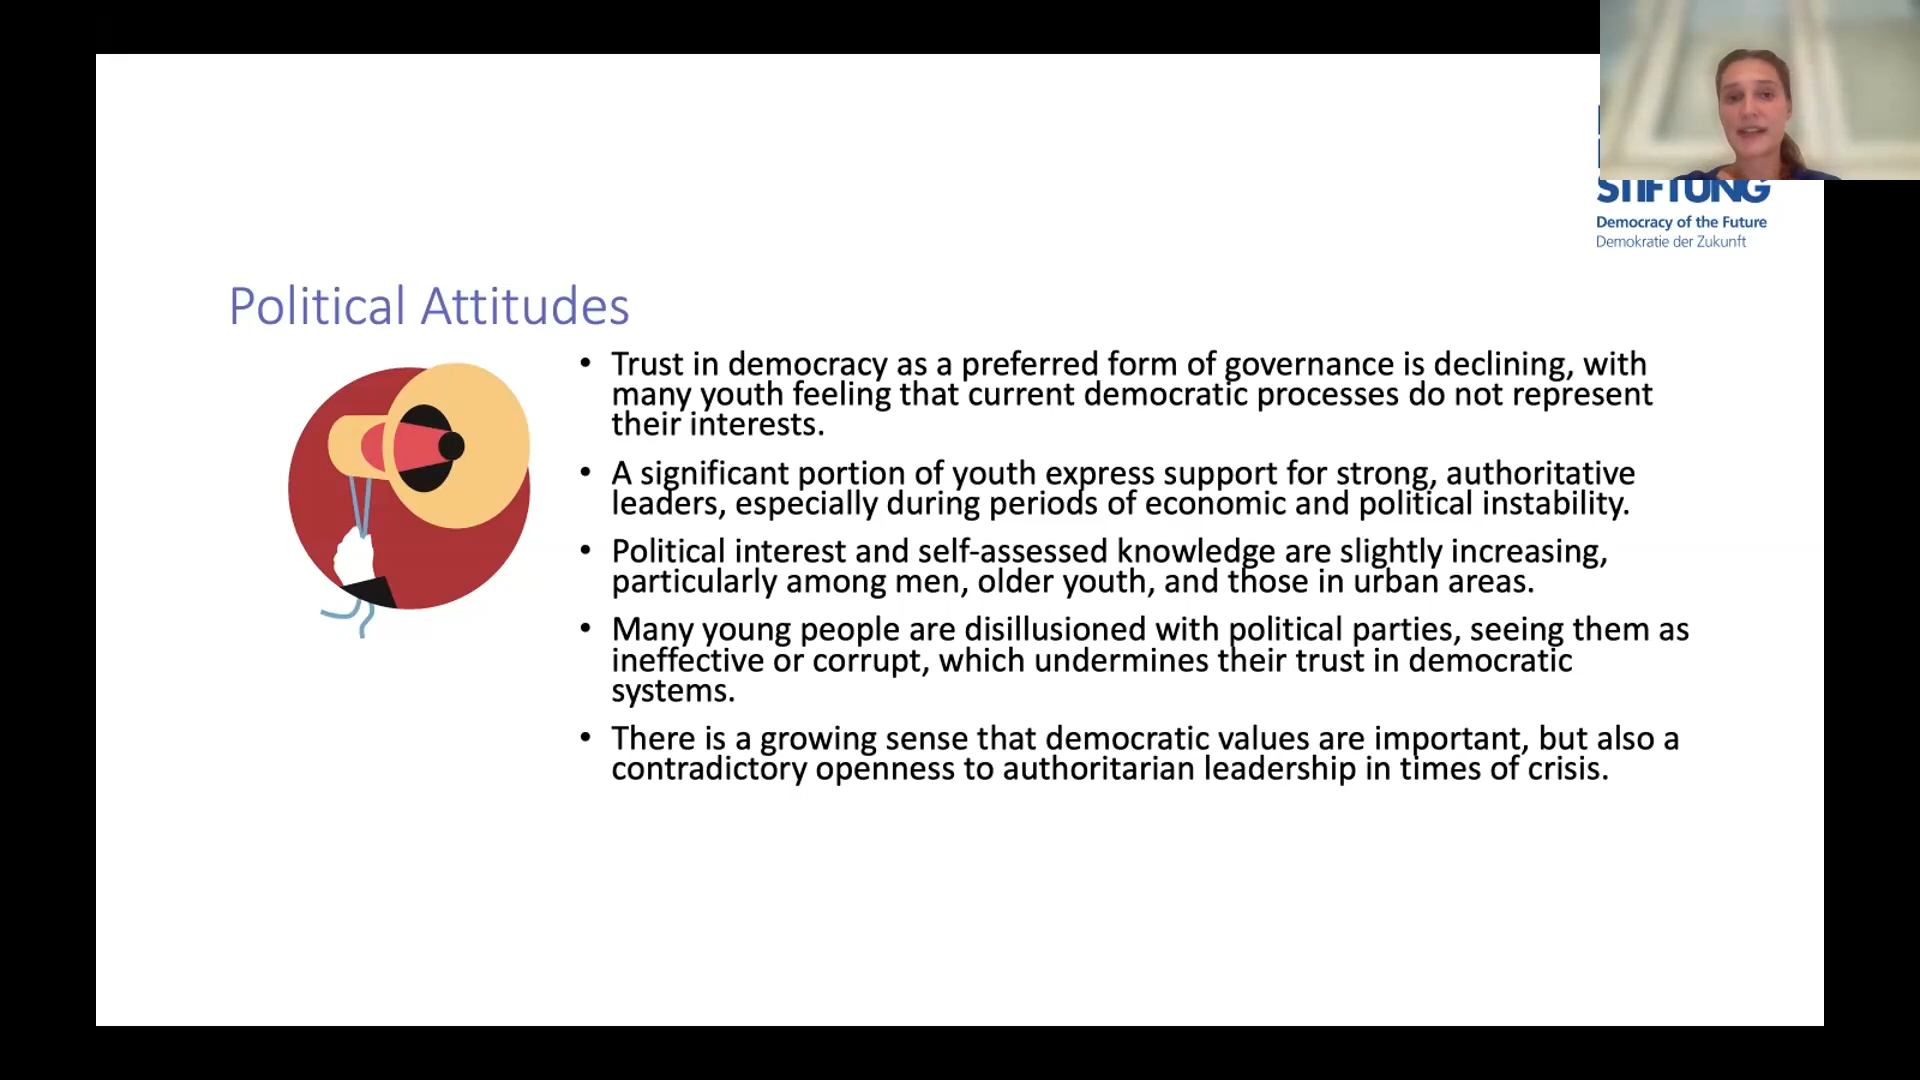 STIFTUNG
Democracy of the Future
Demokratie der Zukunft
Political Attitudes
• Trust in democracy as a preferred form of governance is declining, with
many youth feeling that current democratic processes do not represent
their interests.
• A significant portion of youth express support for strong, authoritative
leaders, especially during periods of economic and political instability.
• Political interest and self-assessed knowledge are slightly increasing,
particularly among men, older youth, and those in urban areas.
• Many young people are disillusioned with political parties, seeing them as
ineffective or corrupt, which undermines their trust in democratic
systems.
• There is a growing sense that democratic values are important, but also a
contradictory openness to authoritarian leadership in times of crisis.